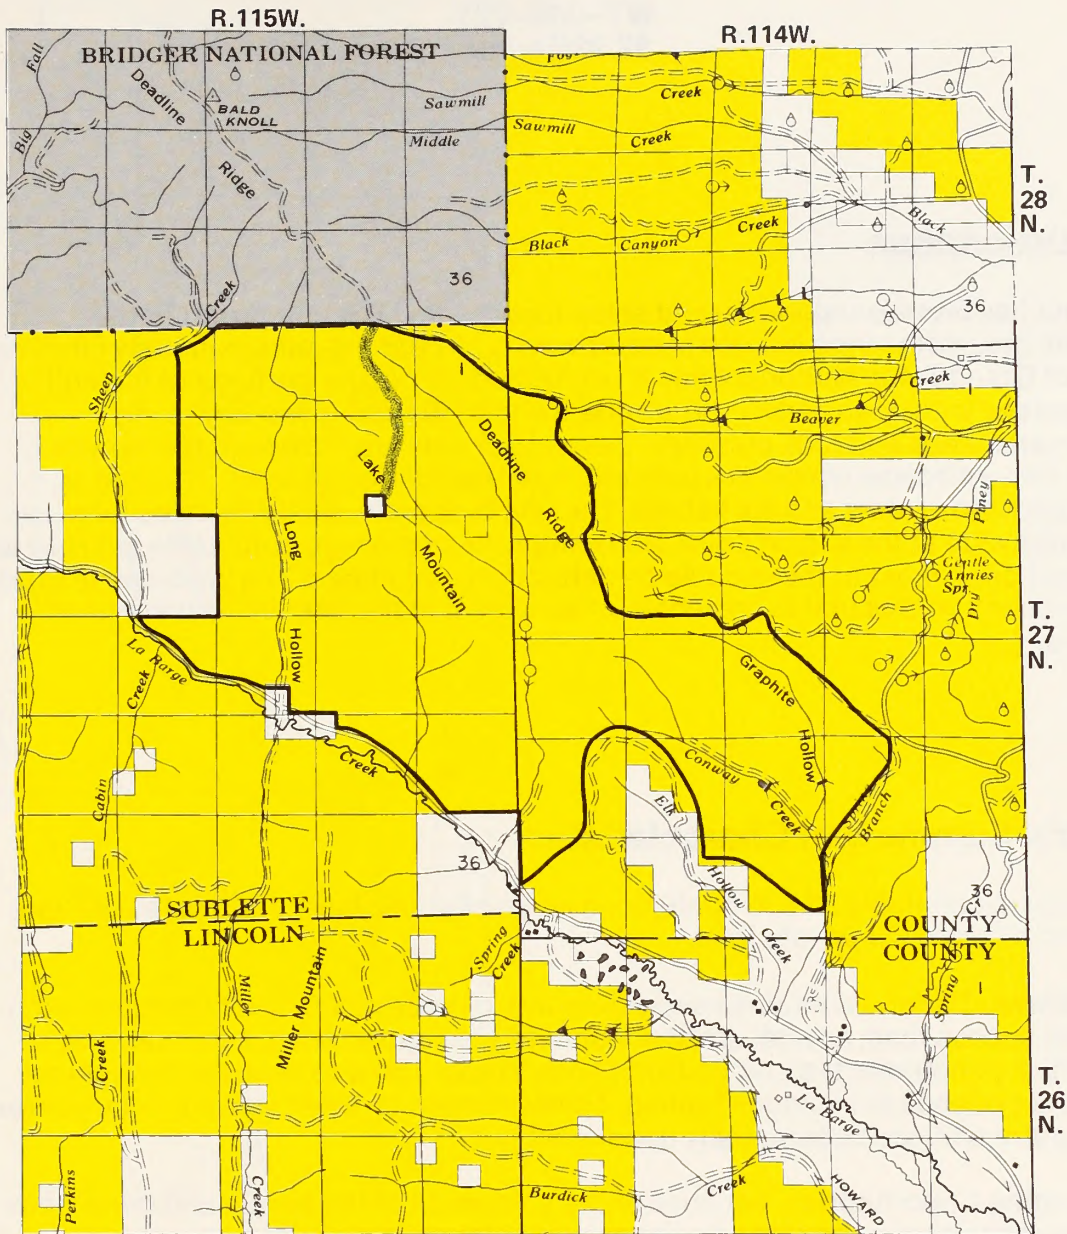 R.115W.
R.114W.
BRIDGER NATIONAL FOREST
Fall
Big
Deadline
Ridge
BALD
KNOLL
Sawmill
Middle
Fog
Creek
Sawmill
Creek
Black
Canyon
Creek
Black
T.
28
N.
36
36
Creek
Sheep
Creek
Beaver
Deadline
Ridge
Lake
Mountain
Long
Hollow
Piney
Dry
Gentle
Annies
Spr
T.
27
N.
La Barge
Creek
Creek
Cabin
Graphite
Hollow
Conway
Creek
Elk
Hollow
Creek
Spring
Branch
36
36
Cr
SUBLETTE
LINCOLN
COUNTY
COUNTY
Spring
Creek
Miller
Creek
Miller Mountain
Creek
Perkins
Spring
La Barge
T.
26
N.
Burdick
Creek
HOWARD